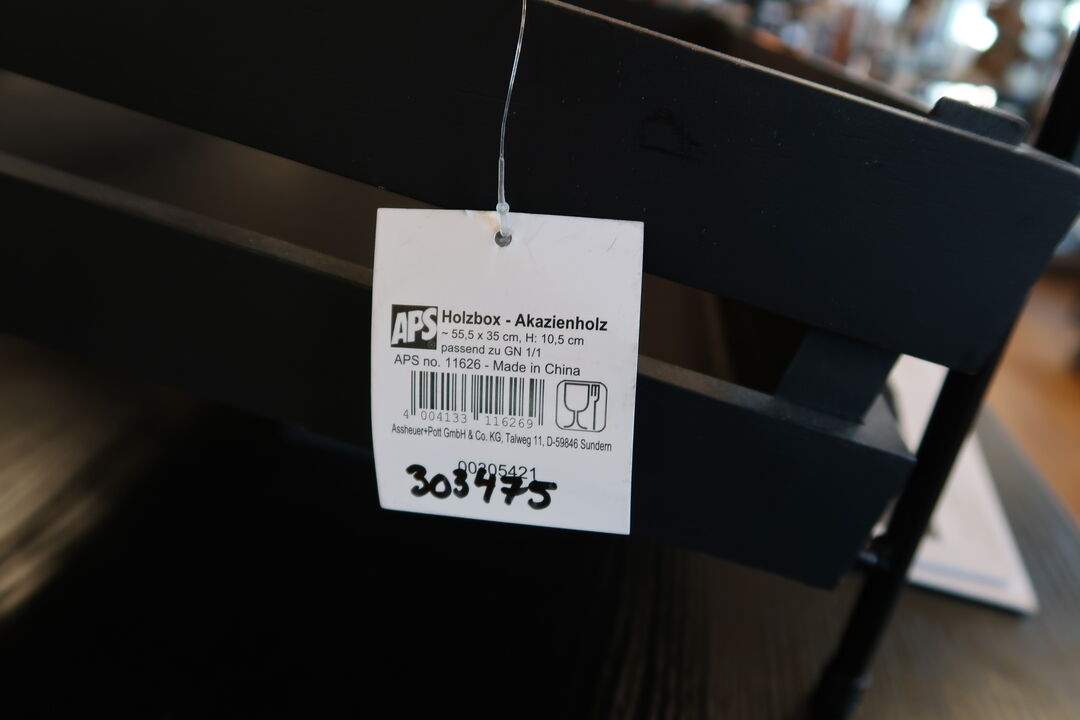 APS Holzbox - Akazienholz
~ 55,5 x 35 cm, H: 10,5 cm
passend zu GN 1/1
APS no. 11626 - Made in China
4 004133 116269
Assheuer+Pott GmbH & Co. KG, Talweg 11, D-59846 Sundern
00205421
303475